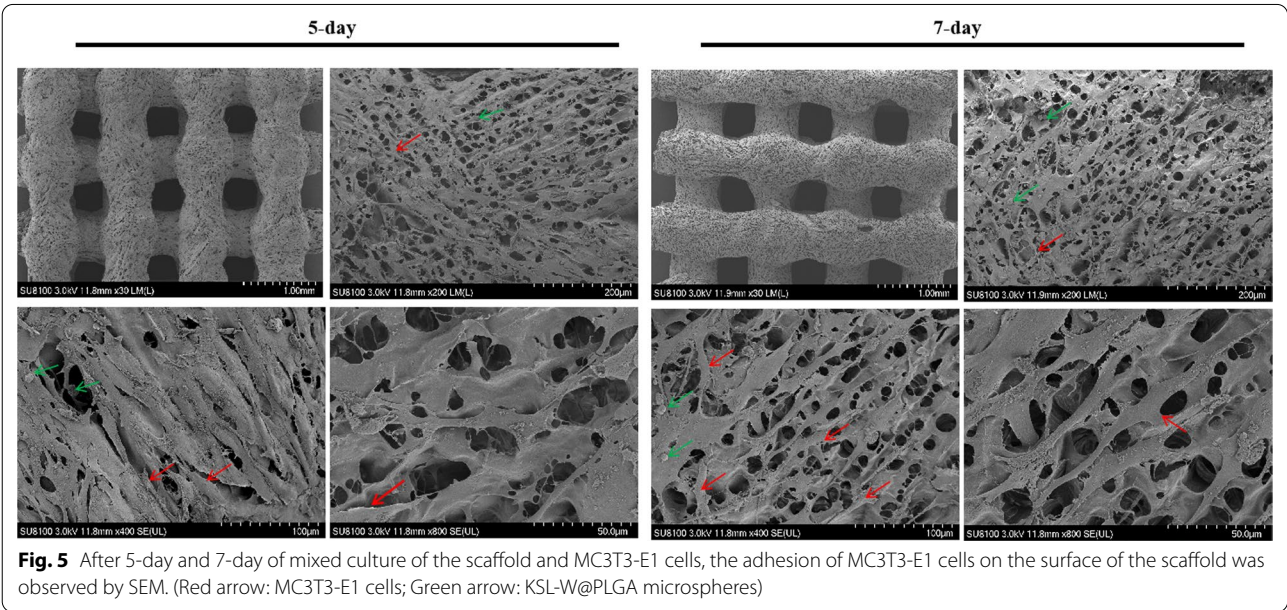 5-day
7-day
SU8100 3.0kV 11.8mm x30 LM(L) 1.00mm
SU8100 3.0kV 11.8mm x200 LM(L) 200μm
SU8100 3.0kV 11.9mm x30 LM(L) 1.00mm
SU8100 3.0kV 11.9mm x200 LM(L) 200μm
SU8100 3.0kV 11.8mm x400 SE(UL) 100μm
SU8100 3.0kV 11.8mm x800 SE(UL) 50.0μm
SU8100 3.0kV 11.8mm x400 SE(UL) 100μm
SU8100 3.0kV 11.8mm x800 SE(UL) 50.0μm
Fig. 5 After 5-day and 7-day of mixed culture of the scaffold and MC3T3-E1 cells, the adhesion of MC3T3-E1 cells on the surface of the scaffold was
observed by SEM. (Red arrow: MC3T3-E1 cells; Green arrow: KSL-W@PLGA microspheres)